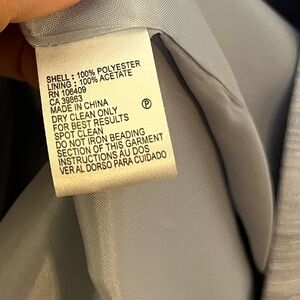 SHELL : 100% POLYESTER
LINING : 100% ACETATE
RN 106409
CA 39863
MADE IN CHINA
DRY CLEAN ONLY
FOR BEST RESULTS
SPOT CLEAN
DO NOT IRON BEADING
SECTION OF THIS GARMENT
INSTRUCTIONS AU DOS
VER AL DORSO PARA CUIDADO
P